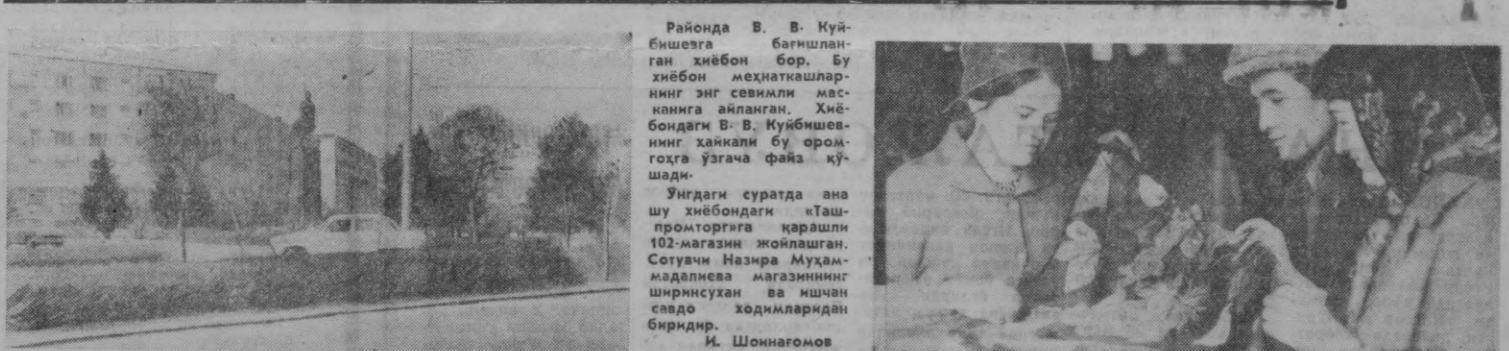 Районда В. В. Куй-
бишевга бағишлан-
ган хиёбон бор. Бу
хиёбон меҳнаткашлар-
нинг энг севимли мас-
канига айланган. Хиё-
бондаги В. В. Куйбишев-
нинг ҳайкали бу ором-
гоҳга ўзгача файз қў-
шади.
Ўнгдаги суратда ана
шу хиёбондаги «Таш-
промторг»га қарашли
102-магазин жойлашган.
Сотувчи Назира Муҳам-
мадалиева магазиннинг
ширинсухан ва ишчан
савдо ходимларидан
биридир.
И. Шоинағомов